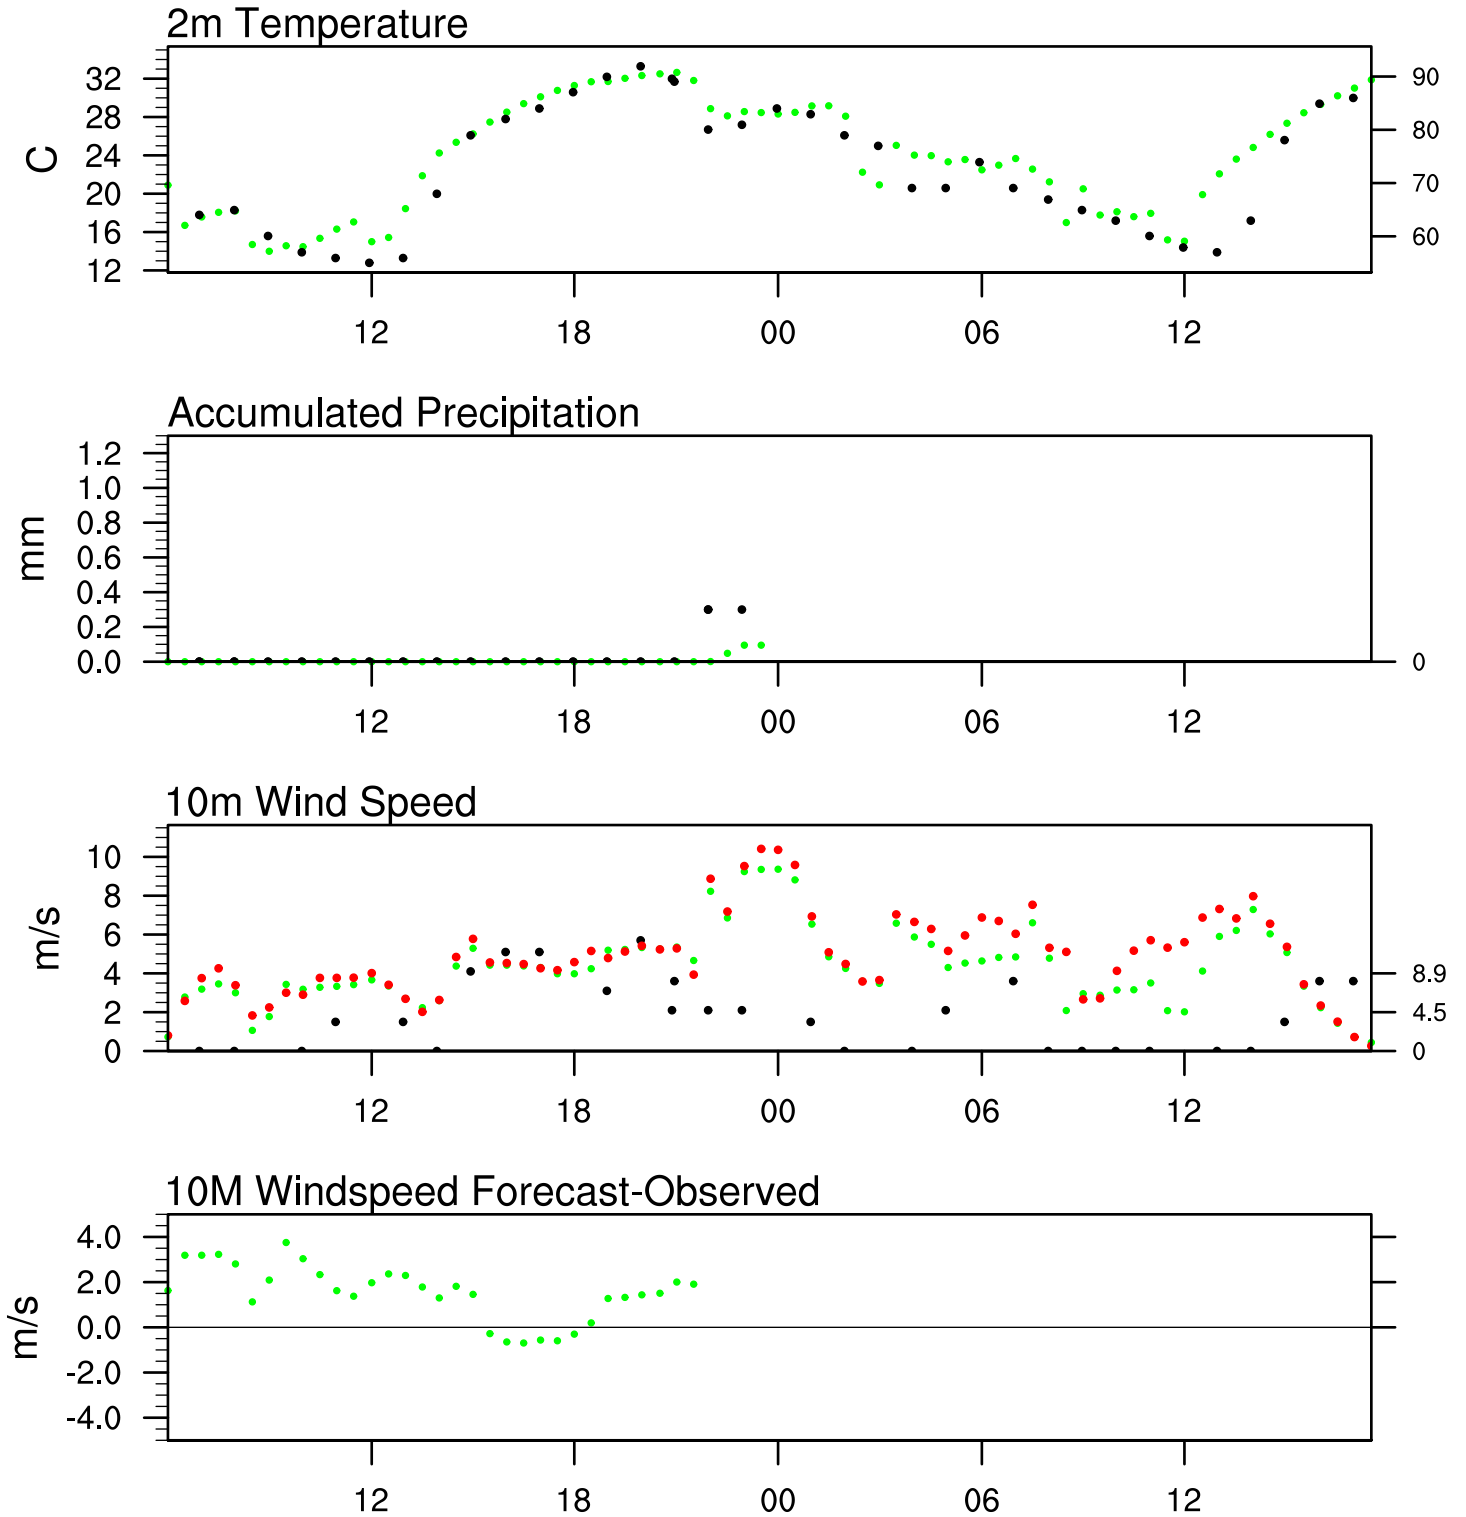 2m Temperature
32
28
24
20
16
12
C
90
80
70
60
12 18 00 06 12
Accumulated Precipitation
1.2
1.0
0.8
0.6
0.4
0.2
0.0
mm
0
12 18 00 06 12
10m Wind Speed
10
8
6
4
2
0
m/s
8.9
4.5
0
12 18 00 06 12
10M Windspeed Forecast-Observed
4.0
2.0
0.0
-2.0
-4.0
m/s
12 18 00 06 12